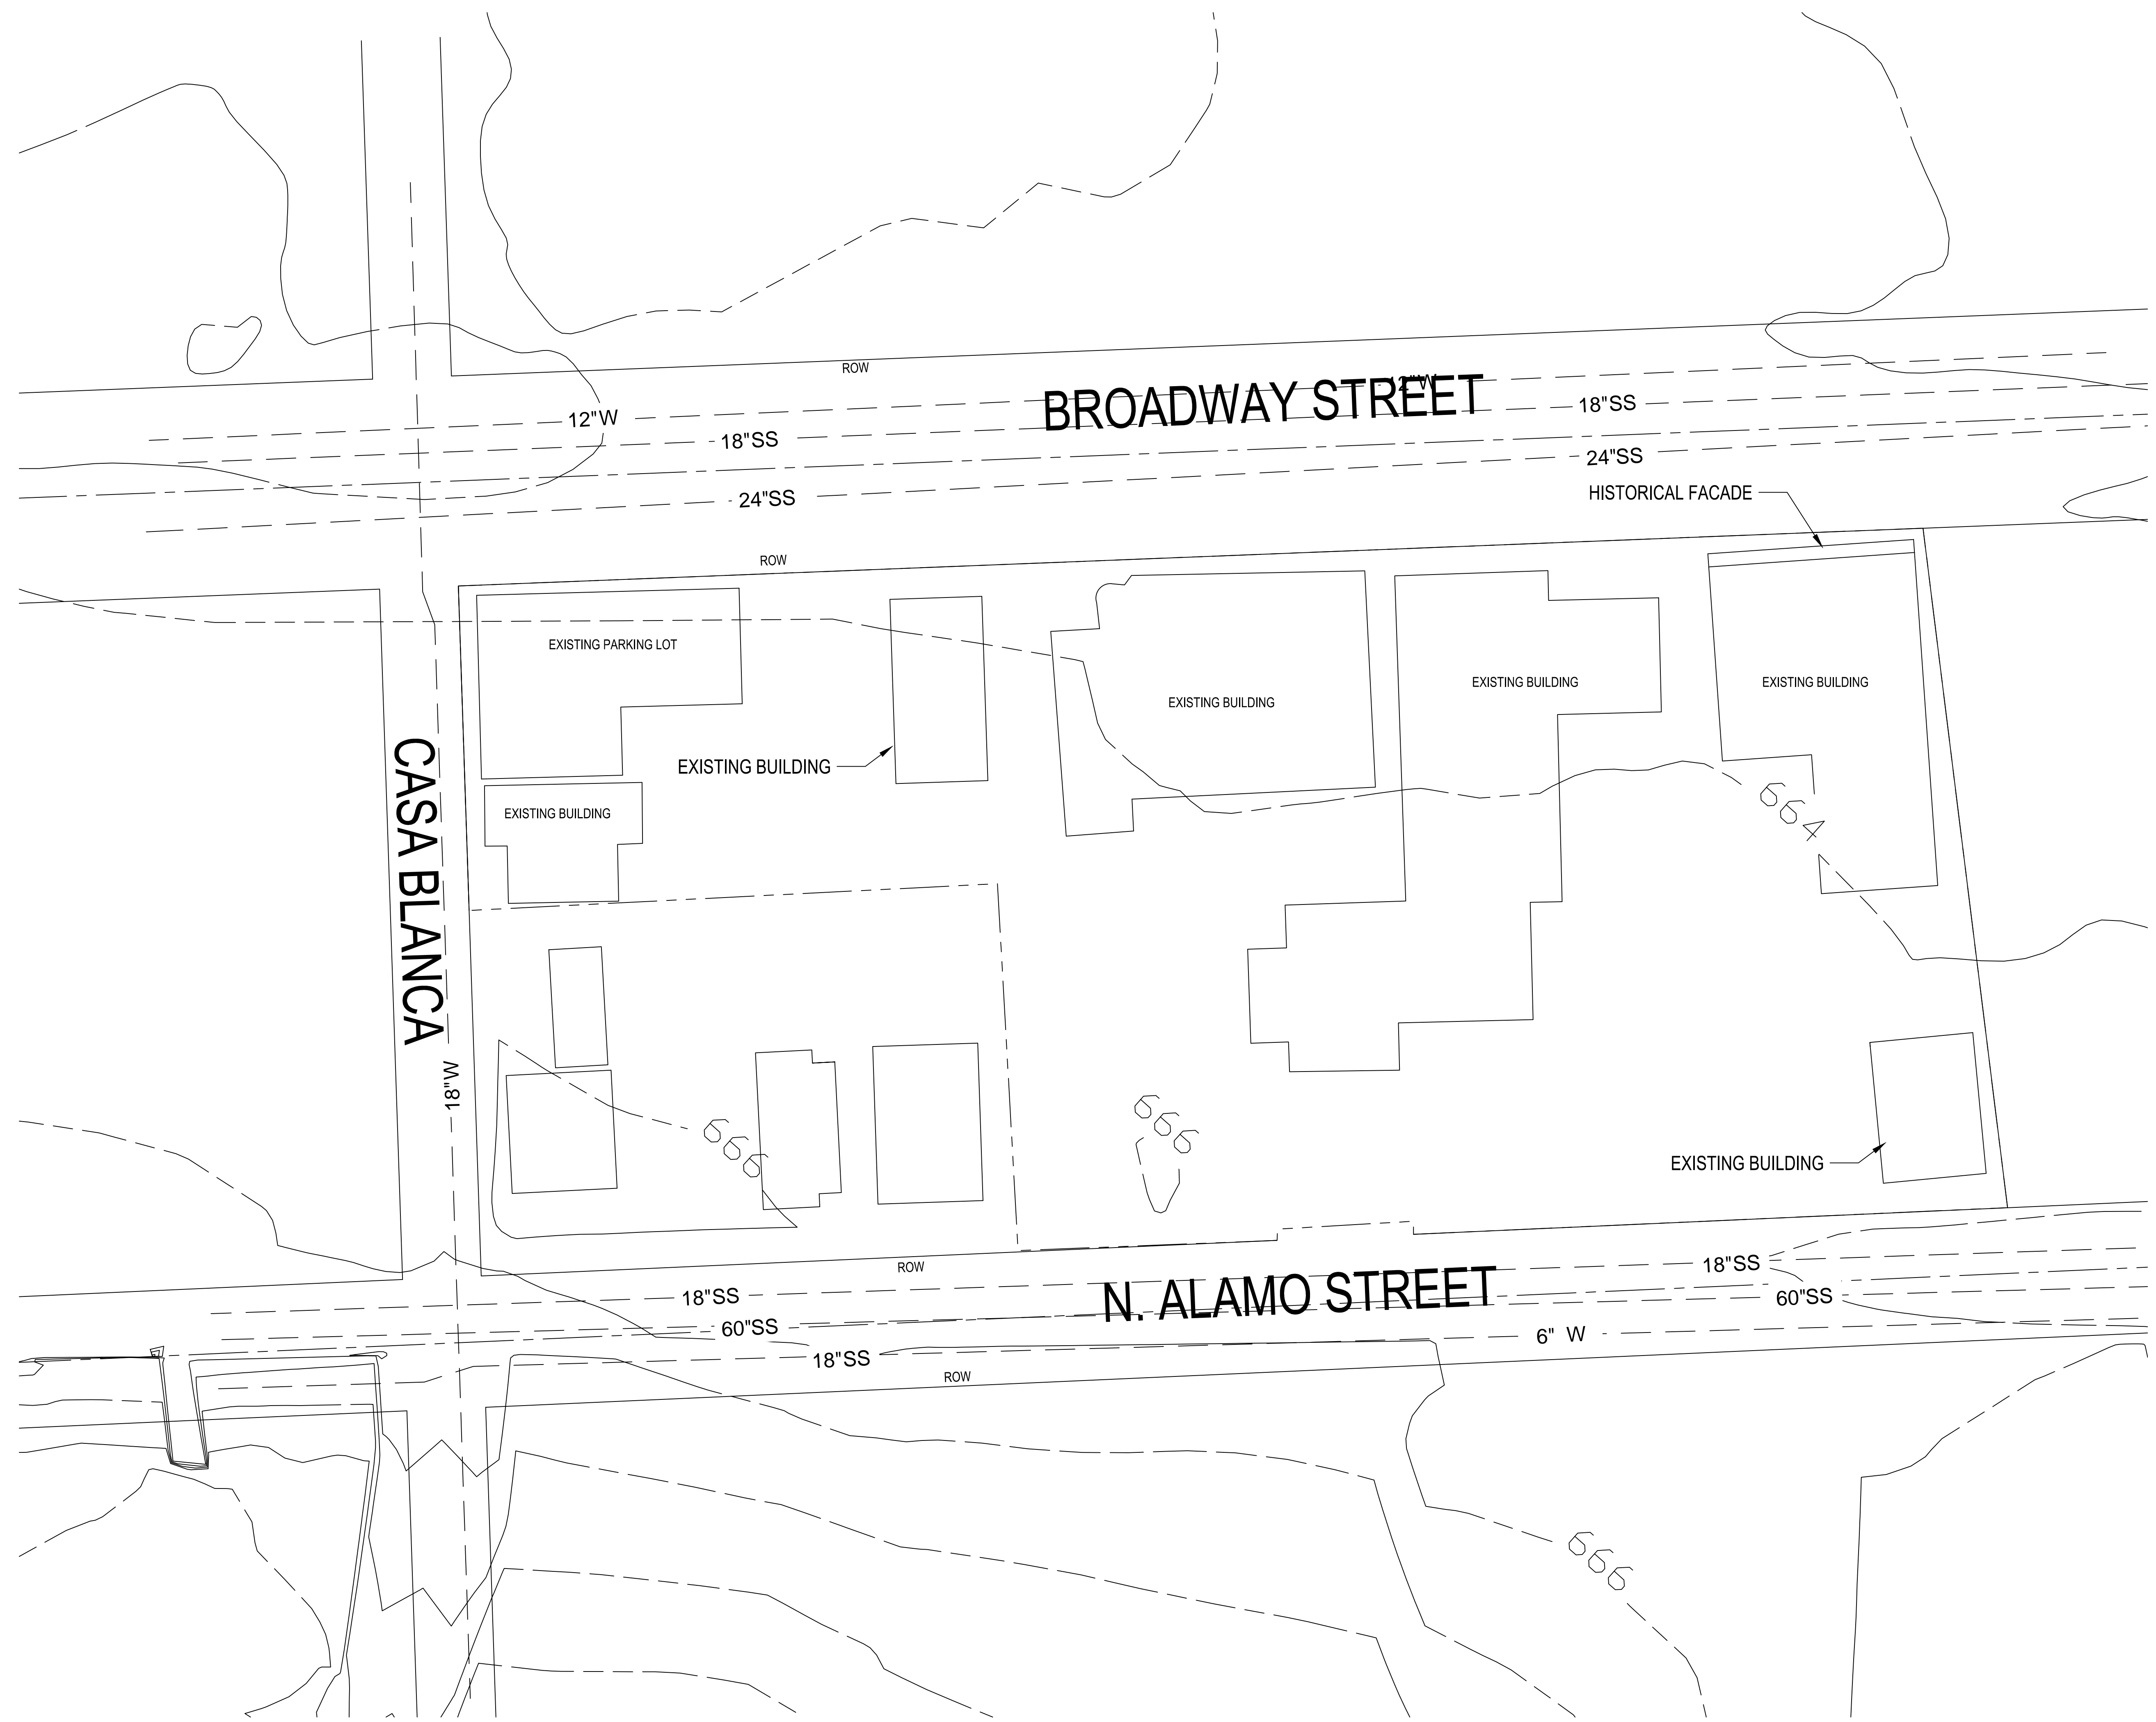 ROW
BROADWAY STREET
12"W
12"W
18"SS
18"SS
24"SS
24"SS
HISTORICAL FACADE
ROW
EXISTING PARKING LOT
EXISTING BUILDING
EXISTING BUILDING
EXISTING BUILDING
EXISTING BUILDING
EXISTING BUILDING
664
CASA BLANCA
18"W
666
666
EXISTING BUILDING
ROW
18"SS
18"SS
N. ALAMO STREET
60"SS
60"SS
6" W
18"SS
ROW
666